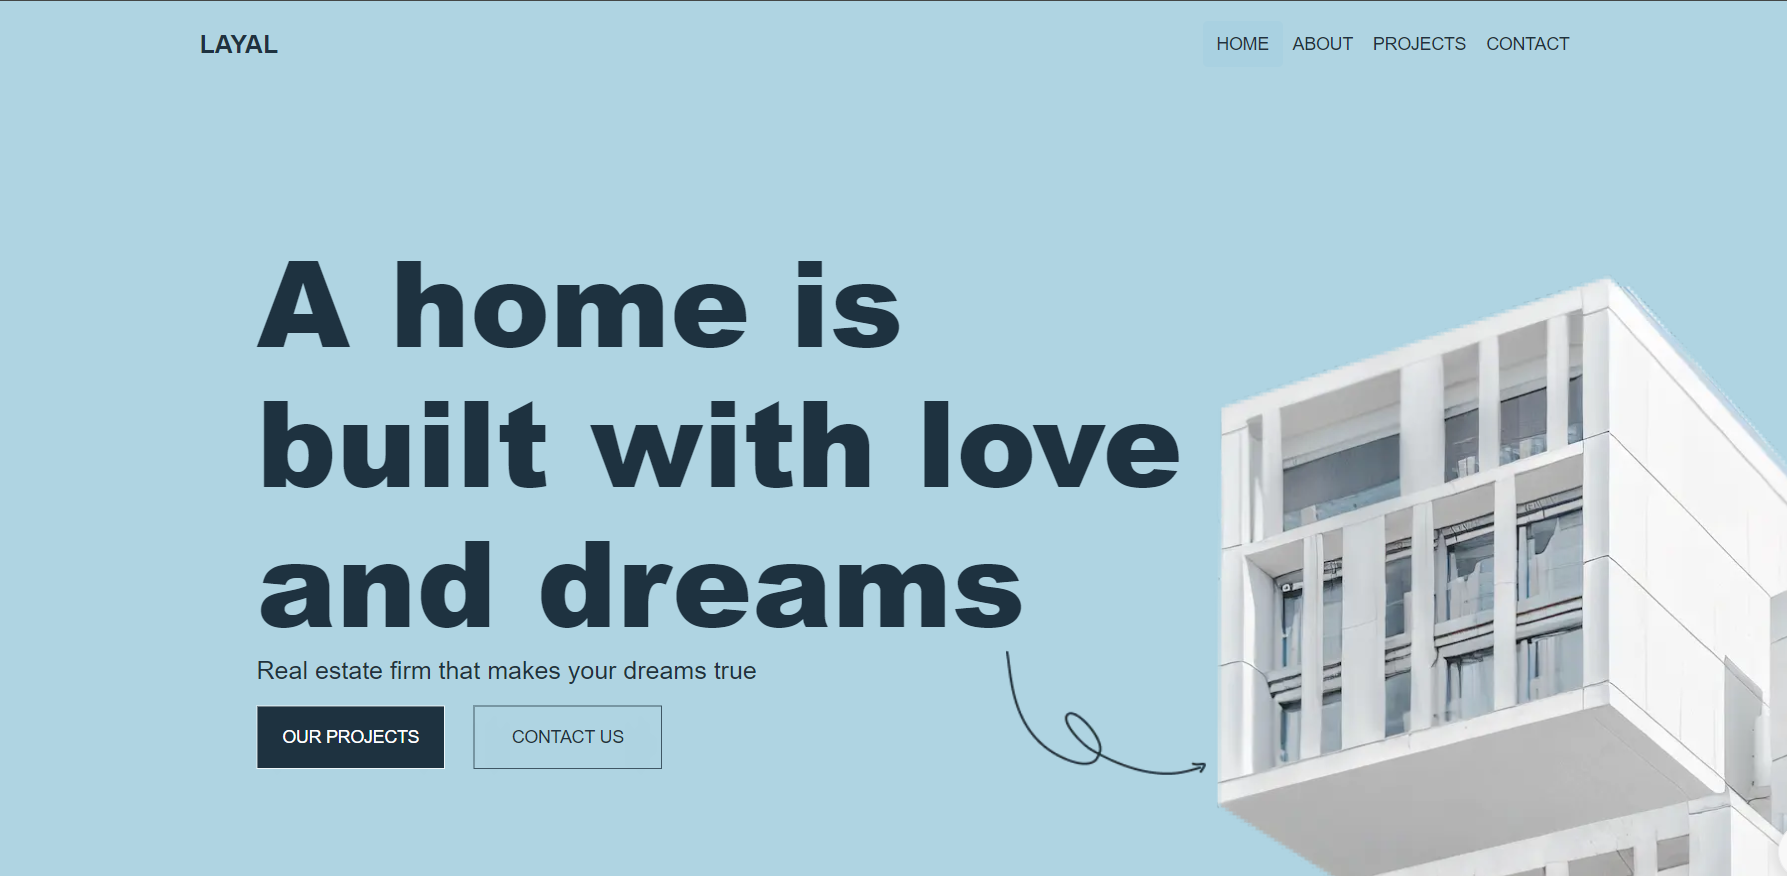 LAYAL
HOME ABOUT PROJECTS CONTACT
A home is
built with love
and dreams
Real estate firm that makes your dreams true
OUR PROJECTS CONTACT US